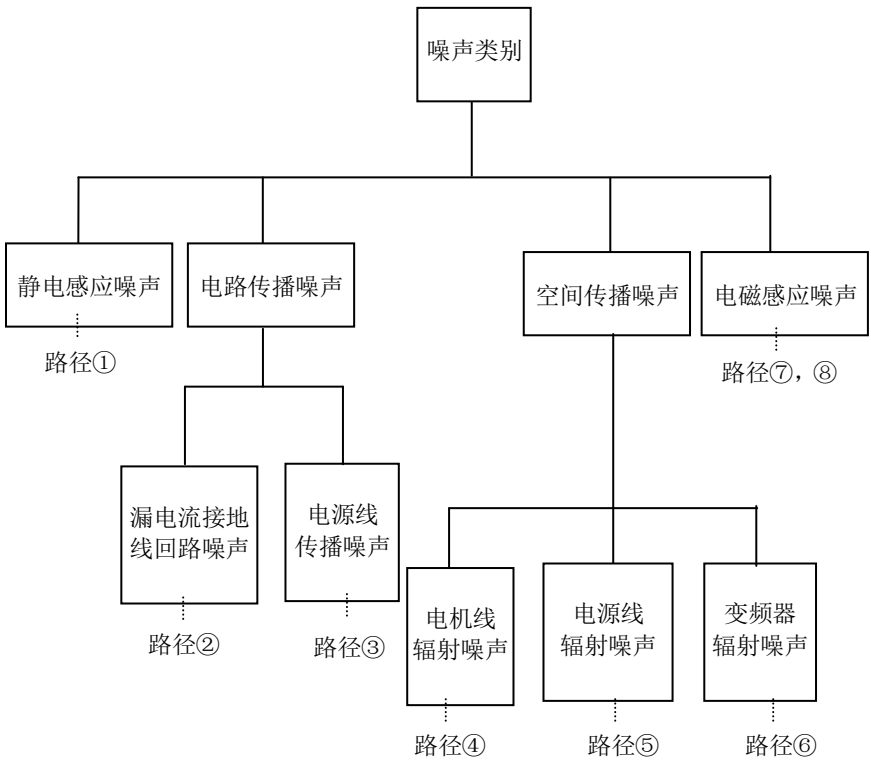 噪声类别
静电感应噪声
电路传播噪声
空间传播噪声
电磁感应噪声
路径①
路径⑦，⑧
漏电流接地
线回路噪声
电源线
传播噪声
路径②
路径③
电机线
辐射噪声
电源线
辐射噪声
变频器
辐射噪声
路径④
路径⑤
路径⑥